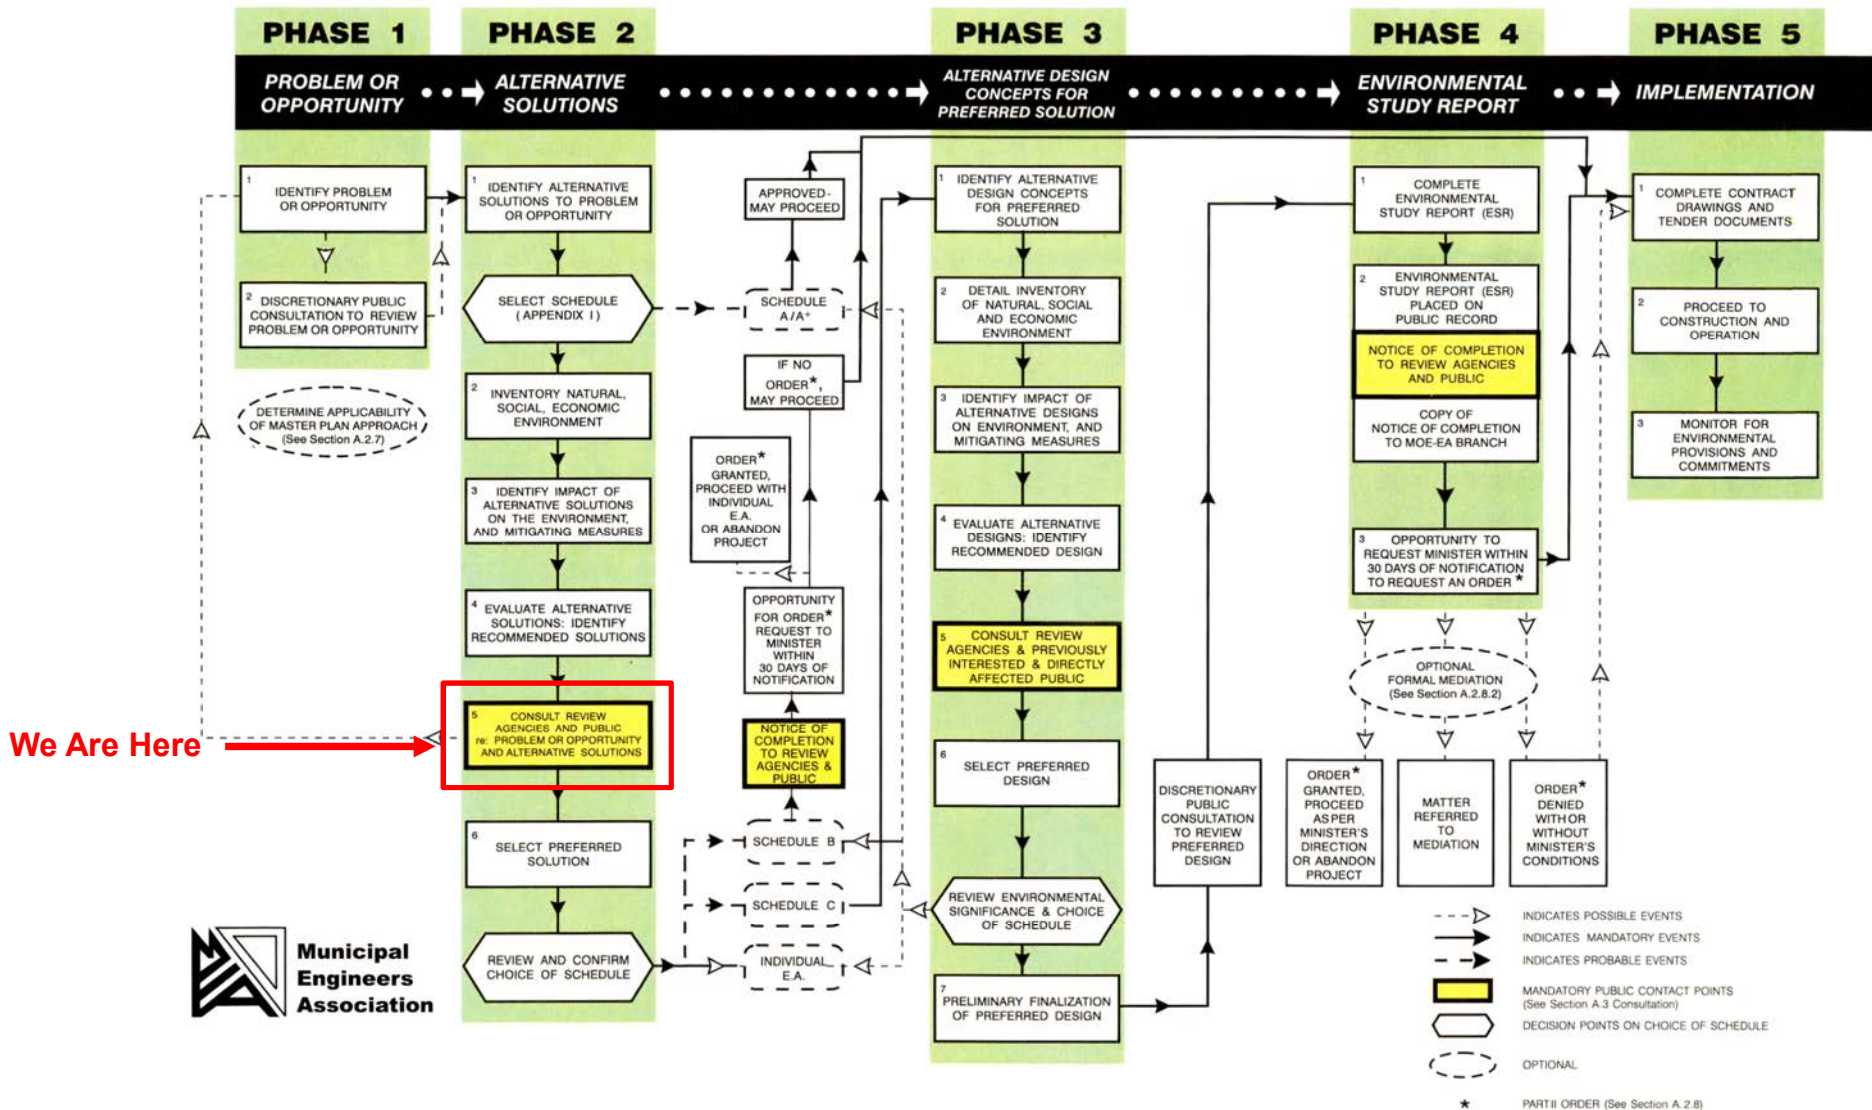 PHASE 1
PHASE 2
PHASE 3
PHASE 4
PHASE 5
PROBLEM OR
OPPORTUNITY
ALTERNATIVE
SOLUTIONS
ALTERNATIVE DESIGN
CONCEPTS FOR
PREFERRED SOLUTION
ENVIRONMENTAL
STUDY REPORT
IMPLEMENTATION
1
IDENTIFY PROBLEM
OR OPPORTUNITY
2
DISCRETIONARY PUBLIC
CONSULTATION TO REVIEW
PROBLEM OR OPPORTUNITY
DETERMINE APPLICABILITY
OF MASTER PLAN APPROACH
(See Section A.2.7)
We Are Here
Municipal
Engineers
Association
1
IDENTIFY ALTERNATIVE
SOLUTIONS TO PROBLEM
OR OPPORTUNITY
SELECT SCHEDULE
(APPENDIX I)
2
INVENTORY NATURAL,
SOCIAL, ECONOMIC
ENVIRONMENT
3
IDENTIFY IMPACT OF
ALTERNATIVE SOLUTIONS
ON THE ENVIRONMENT,
AND MITIGATING MEASURES
4
EVALUATE ALTERNATIVE
SOLUTIONS: IDENTIFY
RECOMMENDED SOLUTIONS
5
CONSULT REVIEW
AGENCIES AND PUBLIC
re: PROBLEM OR OPPORTUNITY
AND ALTERNATIVE SOLUTIONS
6
SELECT PREFERRED
SOLUTION
REVIEW AND CONFIRM
CHOICE OF SCHEDULE
APPROVED-
MAY PROCEED
SCHEDULE
A/A+
IF NO
ORDER*,
MAY PROCEED
ORDER*
GRANTED,
PROCEED WITH
INDIVIDUAL
E.A.
OR ABANDON
PROJECT
OPPORTUNITY
FOR ORDER*
REQUEST TO
MINISTER
WITHIN
30 DAYS OF
NOTIFICATION
NOTICE OF
COMPLETION
TO REVIEW
AGENCIES &
PUBLIC
SCHEDULE B
SCHEDULE C
INDIVIDUAL
E.A.
1
IDENTIFY ALTERNATIVE
DESIGN CONCEPTS
FOR PREFERRED
SOLUTION
2
DETAIL INVENTORY
OF NATURAL, SOCIAL
AND ECONOMIC
ENVIRONMENT
3
IDENTIFY IMPACT OF
ALTERNATIVE DESIGNS
ON ENVIRONMENT, AND
MITIGATING MEASURES
4
EVALUATE ALTERNATIVE
DESIGNS: IDENTIFY
RECOMMENDED DESIGN
5
CONSULT REVIEW
AGENCIES & PREVIOUSLY
INTERESTED & DIRECTLY
AFFECTED PUBLIC
6
SELECT PREFERRED
DESIGN
REVIEW ENVIRONMENTAL
SIGNIFICANCE & CHOICE
OF SCHEDULE
7
PRELIMINARY FINALIZATION
OF PREFERRED DESIGN
DISCRETIONARY
PUBLIC
CONSULTATION
TO REVIEW
PREFERRED
DESIGN
1
COMPLETE
ENVIRONMENTAL
STUDY REPORT (ESR)
2
ENVIRONMENTAL
STUDY REPORT (ESR)
PLACED ON
PUBLIC RECORD
NOTICE OF COMPLETION
TO REVIEW AGENCIES
AND PUBLIC
COPY OF
NOTICE OF COMPLETION
TO MOE-EA BRANCH
3
OPPORTUNITY TO
REQUEST MINISTER WITHIN
30 DAYS OF NOTIFICATION
TO REQUEST AN ORDER*
OPTIONAL
FORMAL MEDIATION
(See Section A.2.8.2)
ORDER*
GRANTED,
PROCEED
AS PER
MINISTER'S
DIRECTION
OR ABANDON
PROJECT
MATTER
REFERRED
TO
MEDIATION
ORDER*
DENIED
WITH OR
WITHOUT
MINISTER'S
CONDITIONS
1
COMPLETE CONTRACT
DRAWINGS AND
TENDER DOCUMENTS
2
PROCEED TO
CONSTRUCTION AND
OPERATION
3
MONITOR FOR
ENVIRONMENTAL
PROVISIONS AND
COMMITMENTS
INDICATES POSSIBLE EVENTS
INDICATES MANDATORY EVENTS
INDICATES PROBABLE EVENTS
MANDATORY PUBLIC CONTACT POINTS
(See Section A.3 Consultation)
DECISION POINTS ON CHOICE OF SCHEDULE
OPTIONAL
* PART II ORDER (See Section A.2.8)